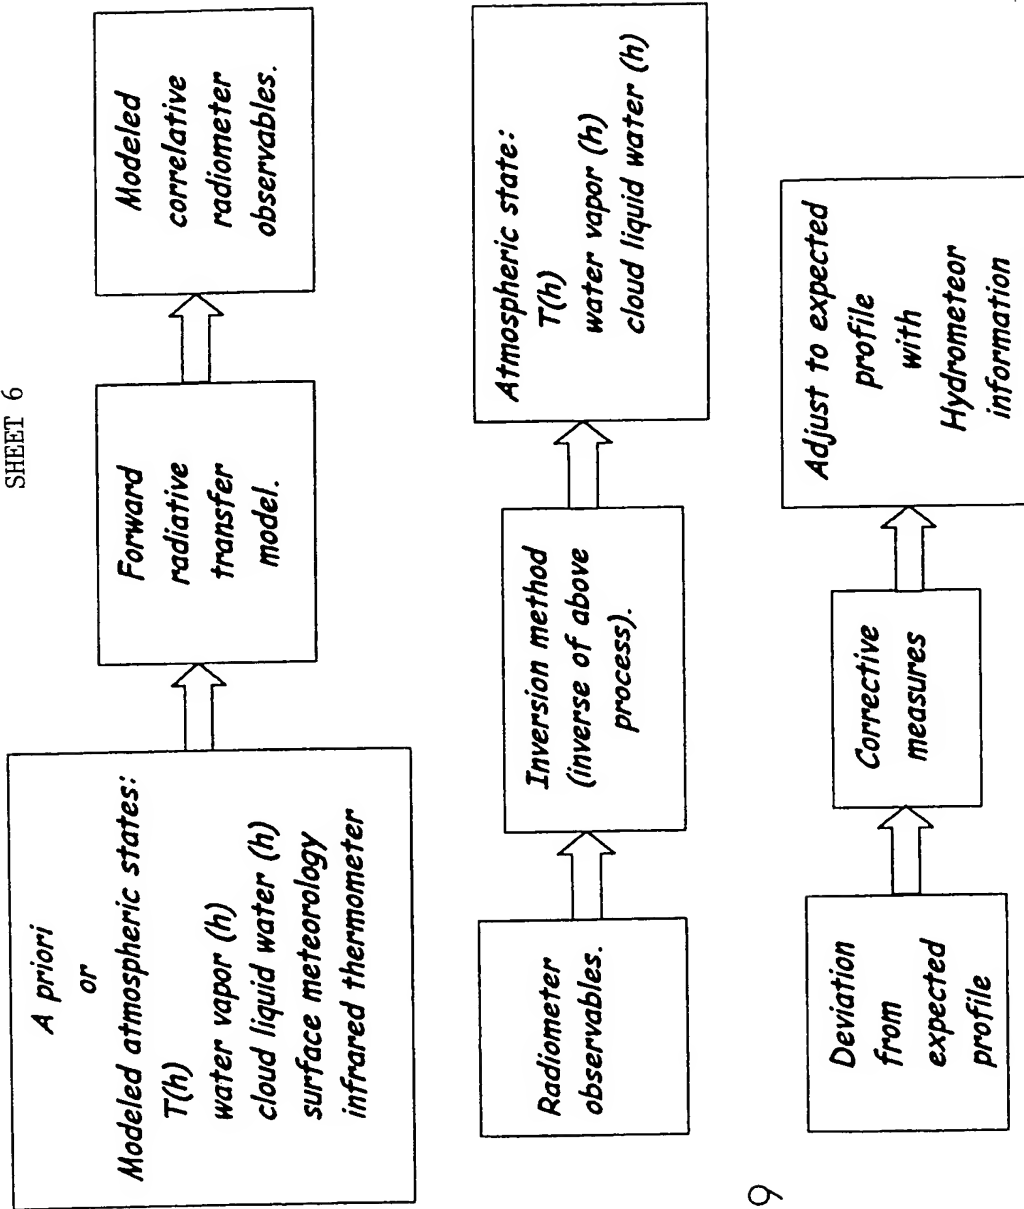 SHEET 6
A priori
or
Modeled atmospheric states:
T(h)
water vapor (h)
cloud liquid water (h)
surface meteorology
infrared thermometer
Forward
radiative
transfer
model.
Modeled
correlative
radiometer
observables.
Radiometer
observables.
Inversion method
(inverse of above
process).
Atmospheric state:
T(h)
water vapor (h)
cloud liquid water (h)
Deviation
from
expected
profile
Corrective
measures
Adjust to expected
profile
with
Hydrometeor
information
6